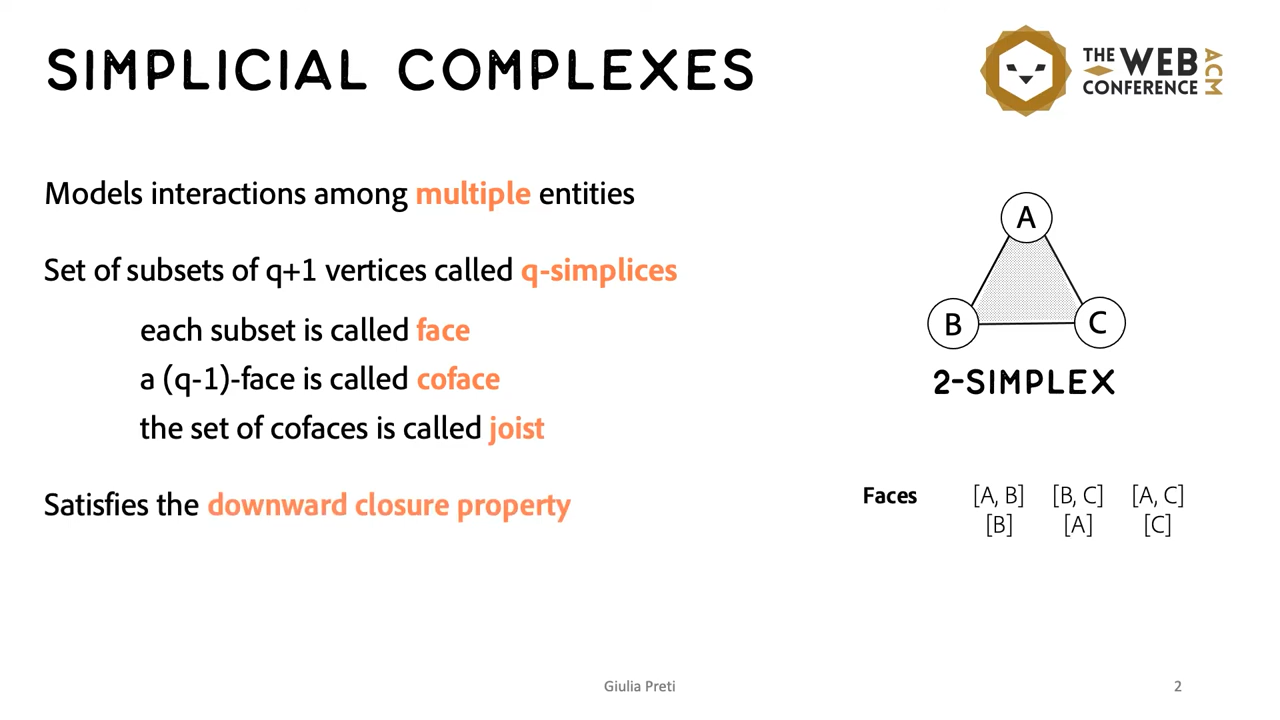 SIMPLICIAL COMPLEXES
THE WEB CONFERENCE ACM
Models interactions among multiple entities
Set of subsets of q+1 vertices called q-simplices
each subset is called face
a (q-1)-face is called coface
the set of cofaces is called joist
Satisfies the downward closure property
A
B
C
2-SIMPLEX
Faces [A, B] [B, C] [A, C]
[B] [A] [C]
Giulia Preti
2